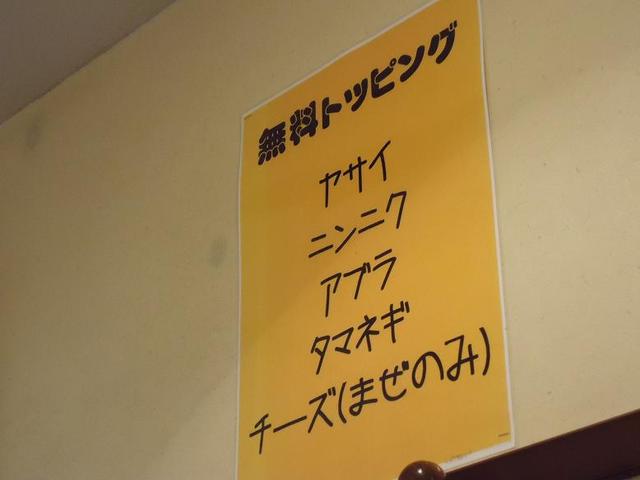 無料トッピング
ヤサイ
ニンニク
アブラ
タマネギ
チーズ(まぜのみ)